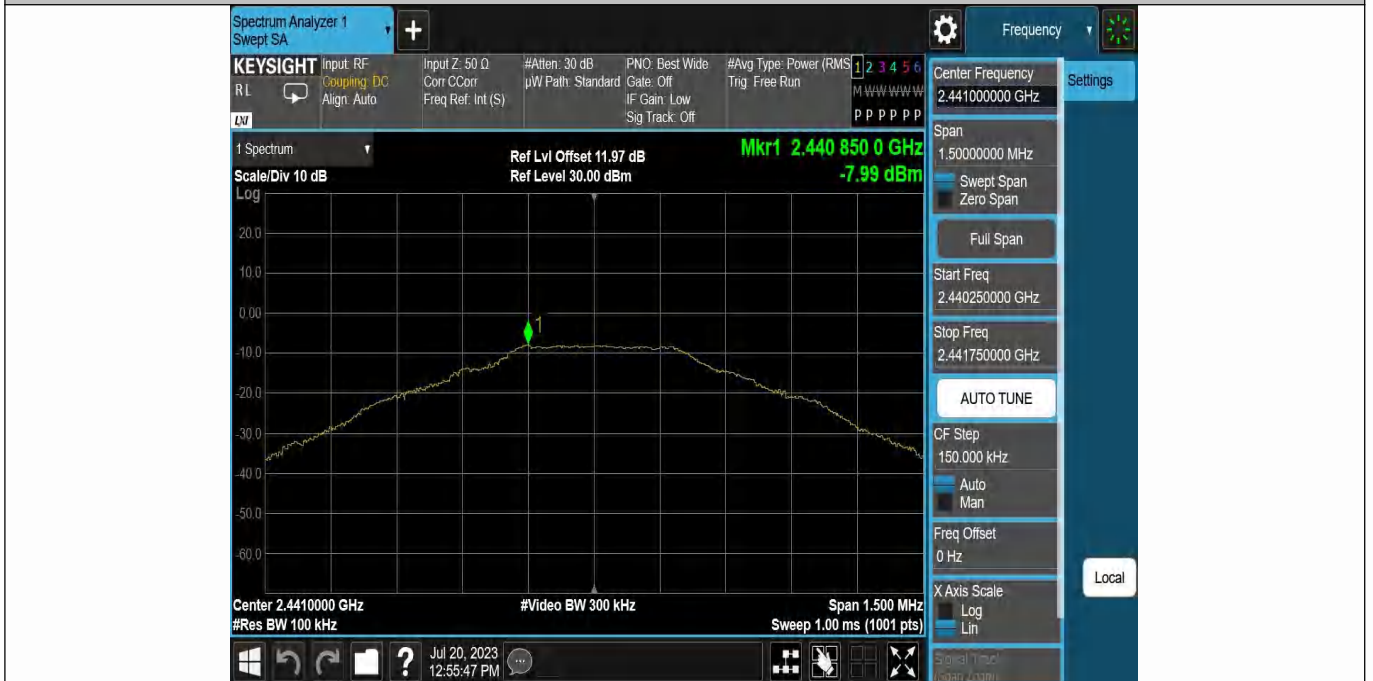 Spectrum Analyzer 1
Swept SA
+
Frequency
KEYSIGHT
RL
LXI
Input: RF
Coupling: DC
Align: Auto
Input Z: 50 Ω
Corr CCorr
Freq Ref: Int (S)
#Atten: 30 dB
µW Path: Standard
PNO: Best Wide
Gate: Off
IF Gain: Low
Sig Track: Off
#Avg Type: Power (RMS
Trig: Free Run
1 2 3 4 5 6
M W W W W W
P P P P P P
1 Spectrum
Scale/Div 10 dB
Log
Ref Lvl Offset 11.97 dB
Ref Level 30.00 dBm
Mkr1 2.440 850 0 GHz
-7.99 dBm
20.0
10.0
0.00
-10.0
-20.0
-30.0
-40.0
-50.0
-60.0
1
Center 2.4410000 GHz
#Res BW 100 kHz
#Video BW 300 kHz
Span 1.500 MHz
Sweep 1.00 ms (1001 pts)
?
Jul 20, 2023
12:55:47 PM
Center Frequency
2.441000000 GHz
Settings
Span
1.50000000 MHz
Swept Span
Zero Span
Full Span
Start Freq
2.440250000 GHz
Stop Freq
2.441750000 GHz
AUTO TUNE
CF Step
150.000 kHz
Auto
Man
Freq Offset
0 Hz
X Axis Scale
Log
Lin
Local
Signal Track
(Span Zoom)